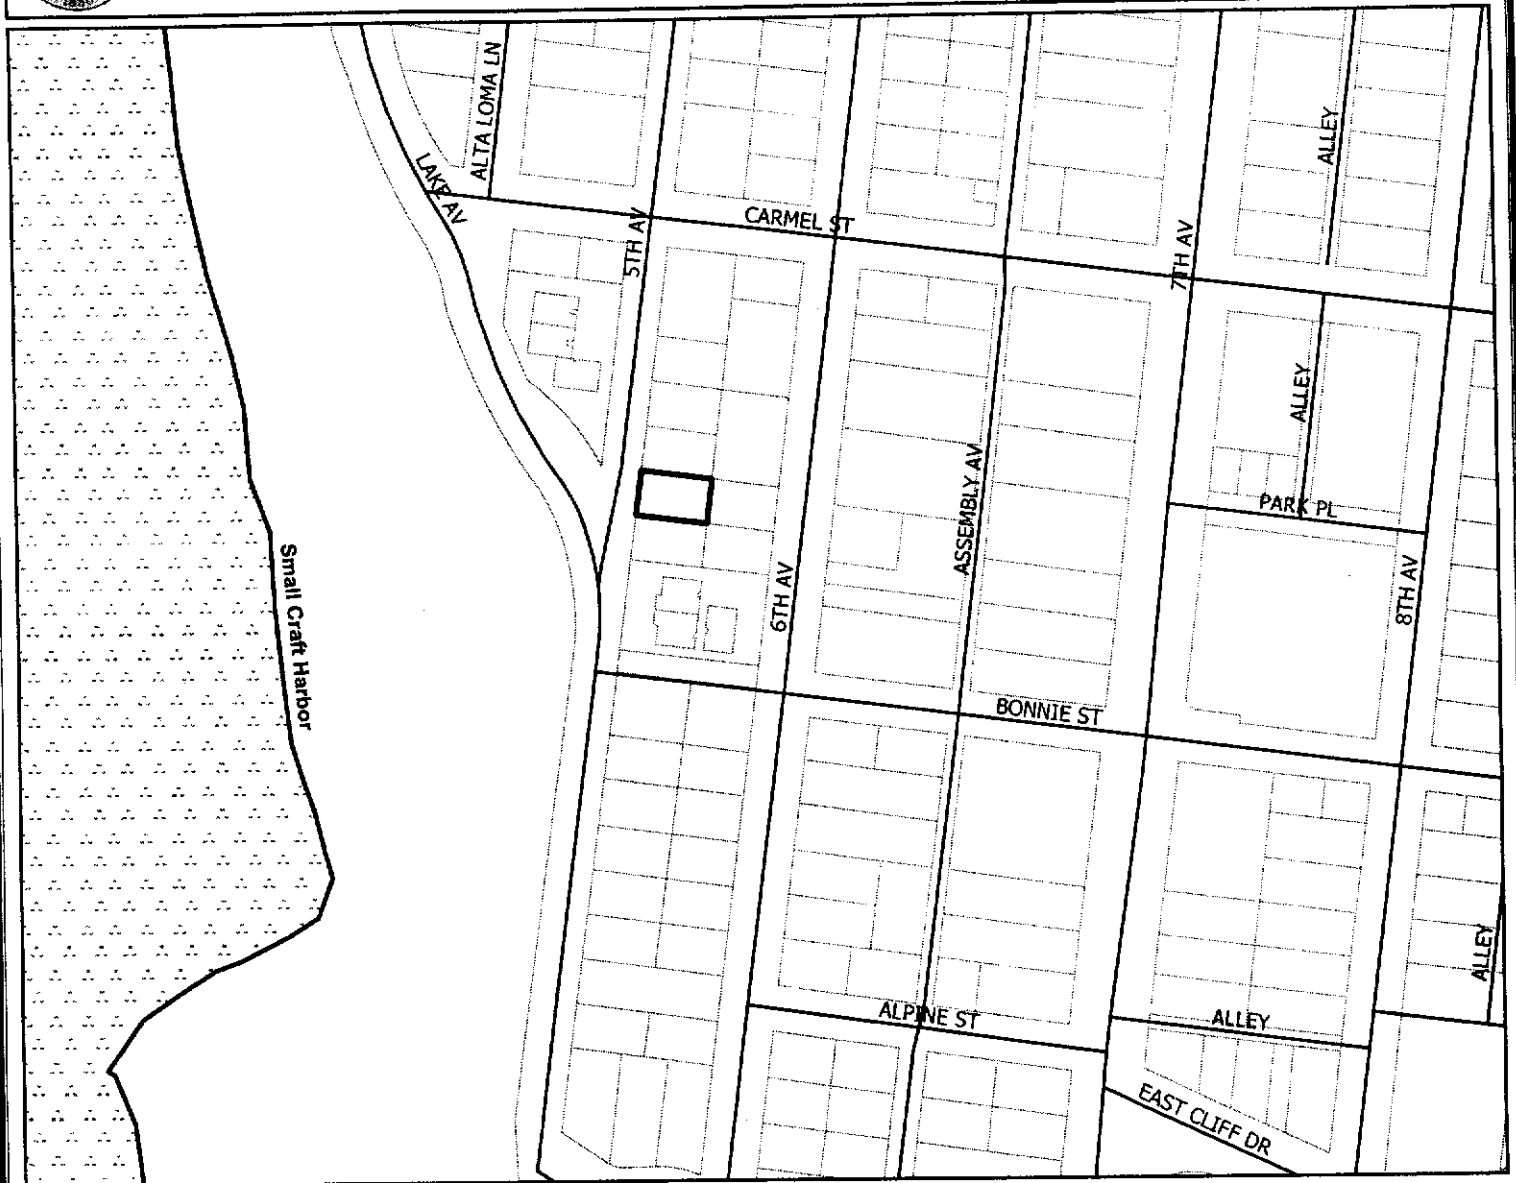 ALTA LOMA LN
ALLEY
LAKE AV
5TH AV
CARMEL ST
7TH AV
ALLEY
PARK PL
ASSEMBLY AV
Small Craft Harbor
6TH AV
8TH AV
BONNIE ST
ALLEY
ALPINE ST
ALLEY
EAST CLIFF DR